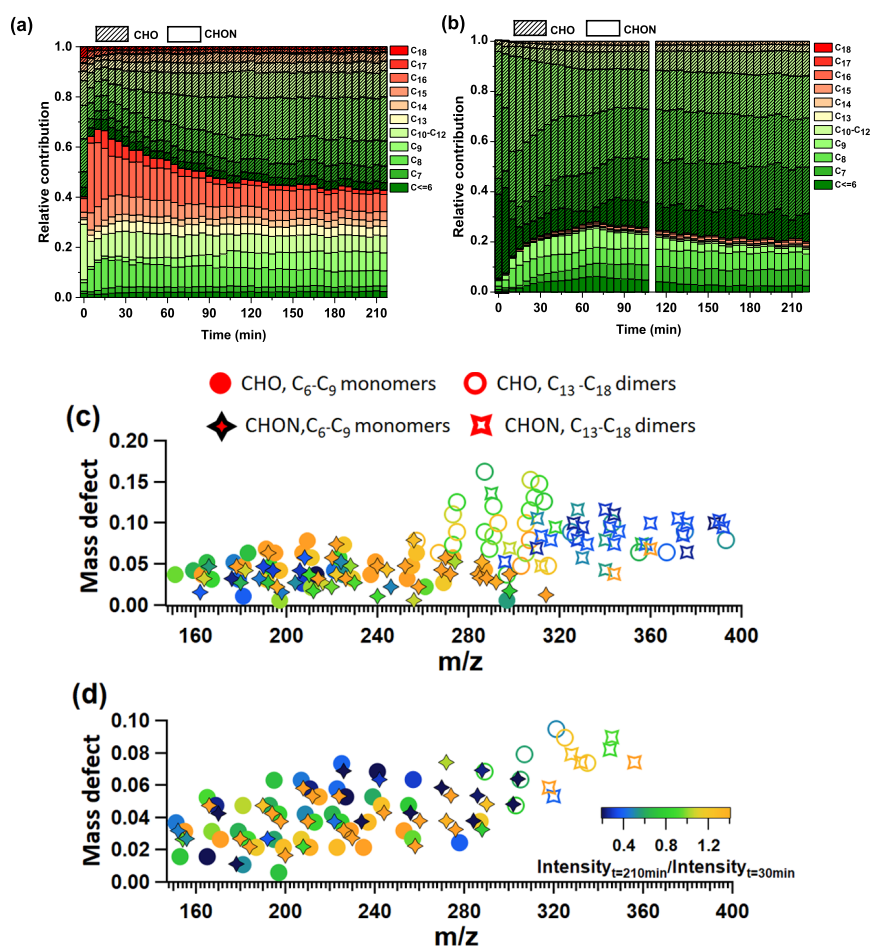 (a)
CHO
CHON
Relative contribution
1.0
0.8
0.6
0.4
0.2
0.0
0
30
60
90
120
150
180
210
Time (min)
C18
C17
C16
C15
C14
C13
C10-C12
C9
C8
C7
C<=6
(b)
CHO
CHON
Relative contribution
1.0
0.8
0.6
0.4
0.2
0.0
0
30
60
90
120
150
180
210
Time (min)
C18
C17
C16
C15
C14
C13
C10-C12
C9
C8
C7
C<=6
CHO, C6-C9 monomers
CHO, C13-C18 dimers
CHON,C6-C9 monomers
CHON, C13-C18 dimers
(c)
Mass defect
0.20
0.15
0.10
0.05
0.00
160
200
240
280
320
360
400
m/z
(d)
Mass defect
0.10
0.08
0.06
0.04
0.02
0.00
160
200
240
280
320
360
400
m/z
0.4
0.8
1.2
Intensityt=210min/Intensityt=30min